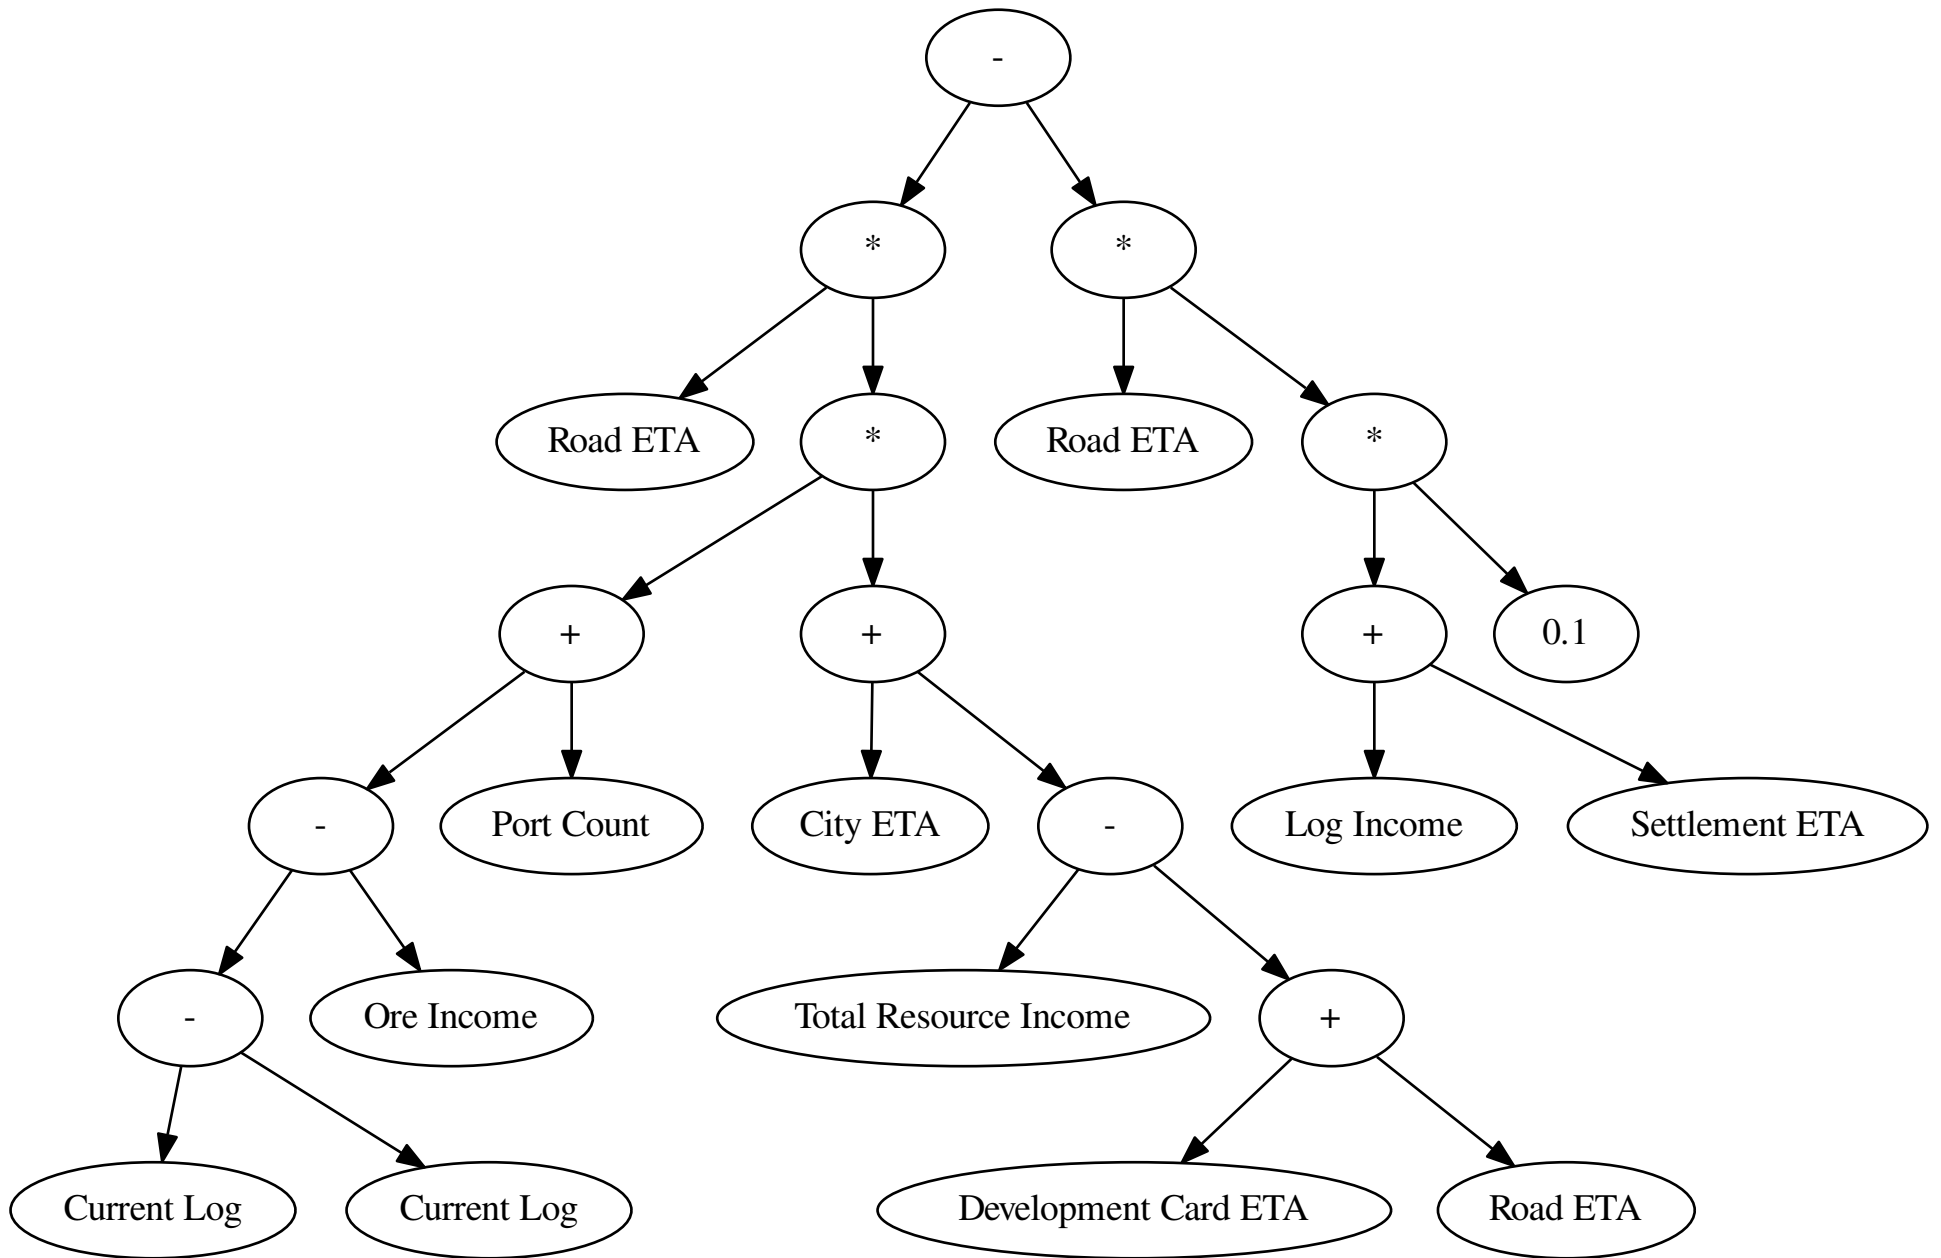 -
*
*
Road ETA
*
Road ETA
*
+
+
+
0.1
-
Port Count
City ETA
-
Log Income
Settlement ETA
-
Ore Income
Total Resource Income
+
Current Log
Current Log
Development Card ETA
Road ETA